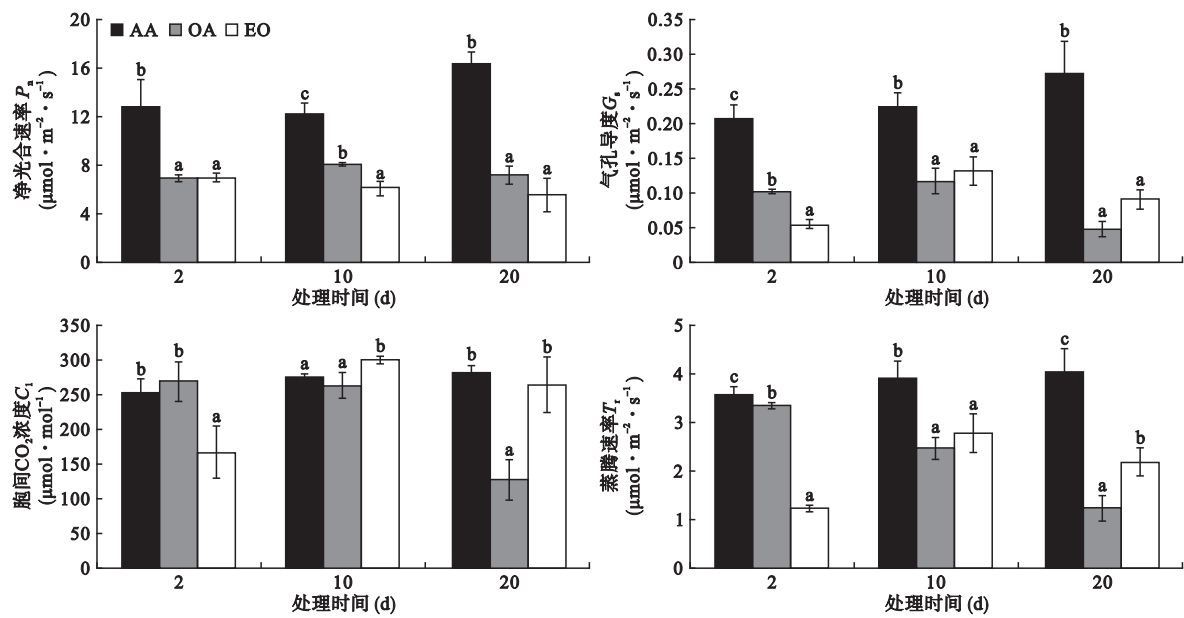 净光合速率 Pn
(μmol·m⁻²·s⁻¹)
20
16
12
8
4
0
AA OA EO
b a a
c b a
b a a
2 10 20
处理时间 (d)
气孔导度Gs
(μmol·m⁻²·s⁻¹)
0.35
0.30
0.25
0.20
0.15
0.10
0.05
0
c b a
b a a
b a a
2 10 20
处理时间 (d)
胞间CO₂浓度Ci
(μmol·mol⁻¹)
350
300
250
200
150
100
50
0
b b a
a a b
b a b
2 10 20
处理时间 (d)
蒸腾速率Tr
(μmol·m⁻²·s⁻¹)
5
4
3
2
1
0
c b a
b a a
c a b
2 10 20
处理时间 (d)